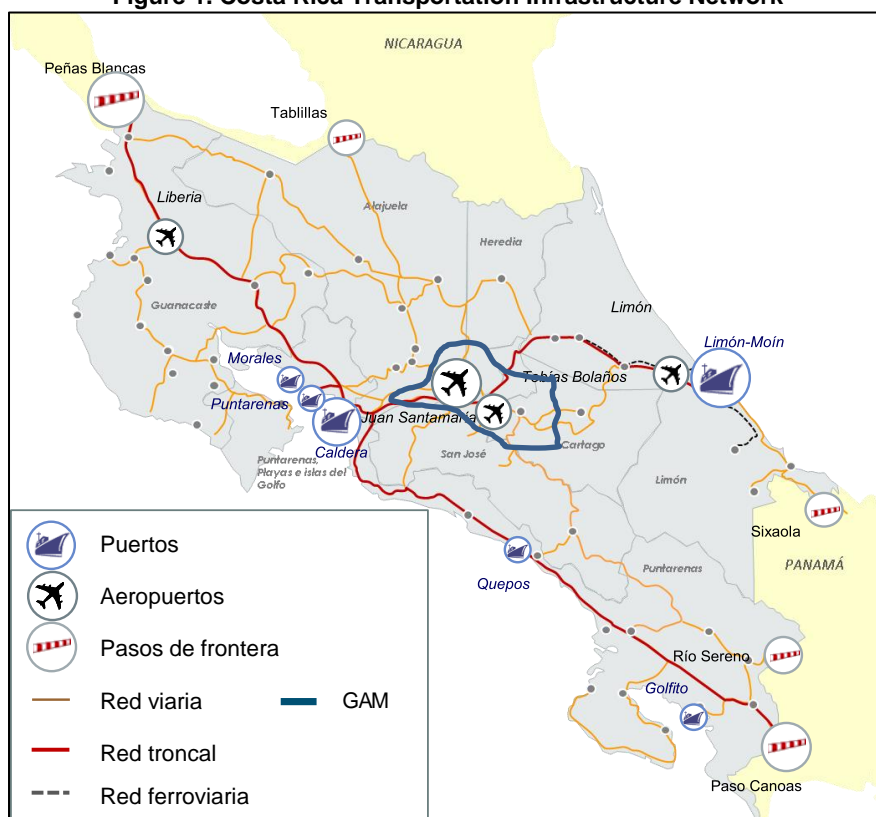 Figure 1: Costa Rica Transportation Infrastructure Network
NICARAGUA
Peñas Blancas
Tablillas
Liberia
Alajuela
Heredia
Guanacaste
Limón
Limón-Moín
Morales
Tobías Bolaños
Puntarenas
Juan Santamaría
Caldera
San José
Cartago
Puntarenas,
Playas e islas del
Golfo
Limón
Sixaola
PANAMÁ
Quepos
Puntarenas
Río Sereno
Golfito
Paso Canoas
Puertos
Aeropuertos
Pasos de frontera
Red viaria
GAM
Red troncal
Red ferroviaria